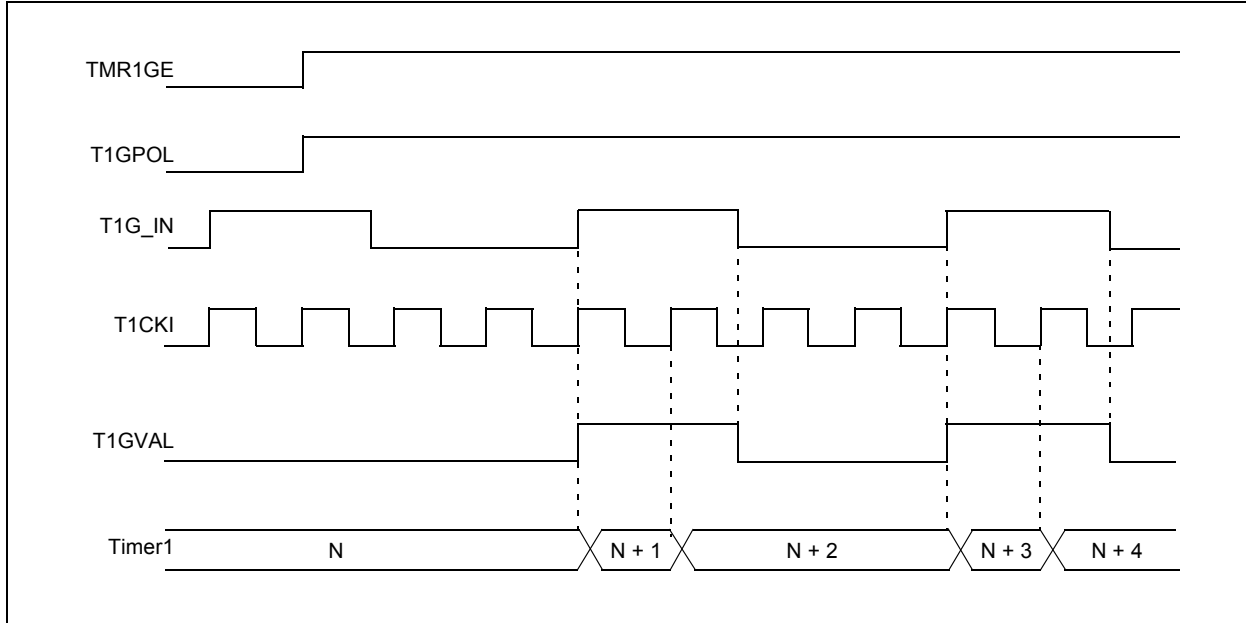 TMR1GE
T1GPOL
T1G_IN
T1CKI
T1GVAL
Timer1 N N + 1 N + 2 N + 3 N + 4